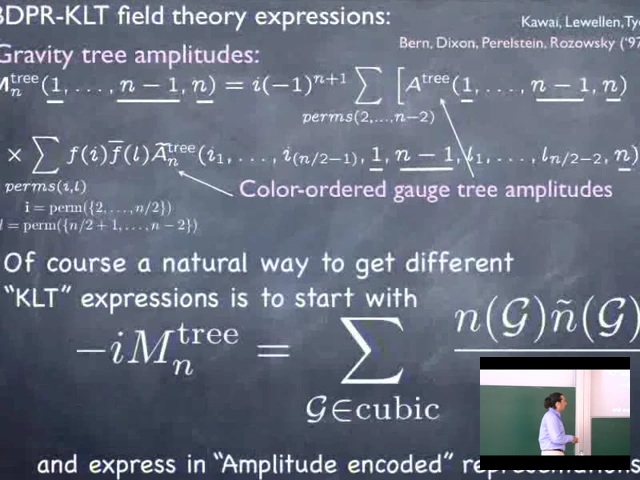 BDPR-KLT field theory expressions:
Kawai, Lewellen, Ty
Bern, Dixon, Perelstein, Rozowsky ('97
Gravity tree amplitudes:
M_n^{tree}(1, . . . , n − 1, n) = i(−1)^{n+1} ∑ [ A^{tree}(1, . . . , n − 1, n)
perms(2,...,n−2)
× ∑ f(i) f̄(l) Ã_n^{tree}(i_1, . . . , i_{(n/2−1)}, 1, n − 1, l_1, . . . , l_{n/2−2}, n)
perms(i,l)
Color-ordered gauge tree amplitudes
i = perm({2, . . . , n/2})
l = perm({n/2 + 1, . . . , n − 2})
Of course a natural way to get different
“KLT” expressions is to start with
−iM_n^{tree} = ∑ n(𝒢)ñ(𝒢)
𝒢∈cubic
and express in “Amplitude encoded”